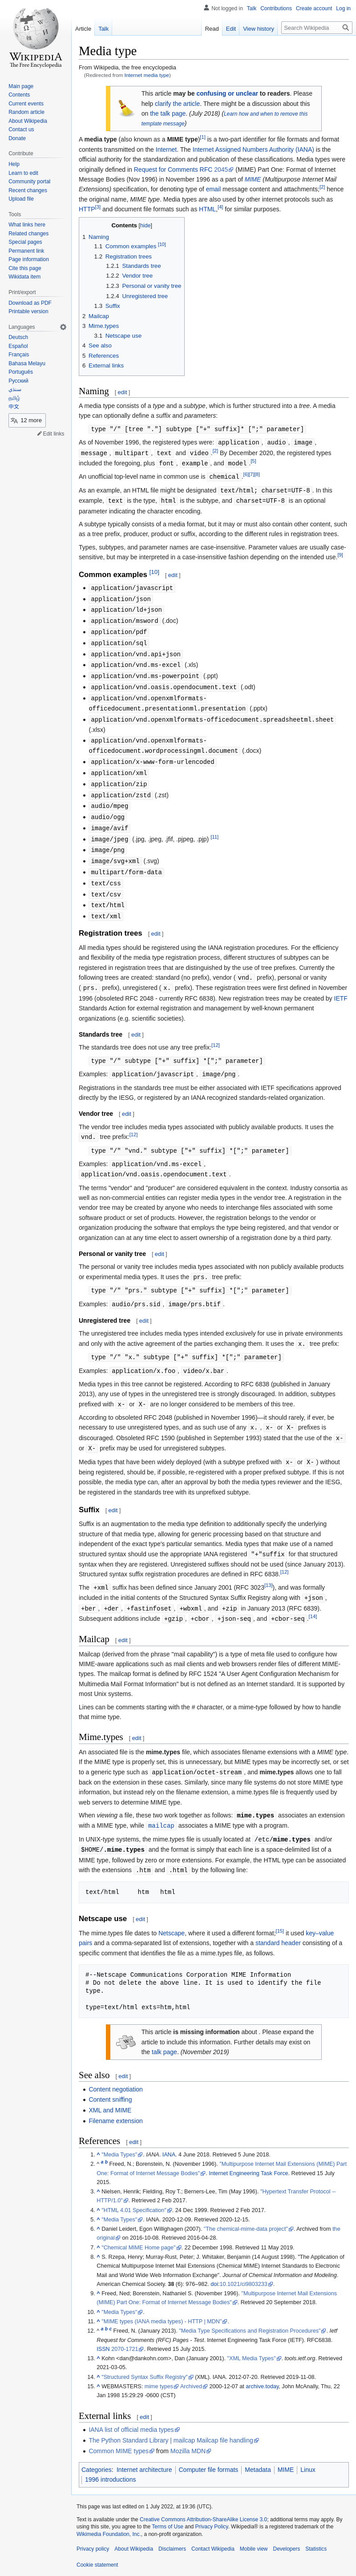 Not logged in Talk Contributions Create account Log in
Article Talk
Read Edit View history
Search Wikipedia
WIKIPEDIA
The Free Encyclopedia
Main page
Contents
Current events
Random article
About Wikipedia
Contact us
Donate
Contribute
Help
Learn to edit
Community portal
Recent changes
Upload file
Tools
What links here
Related changes
Special pages
Permanent link
Page information
Cite this page
Wikidata item
Print/export
Download as PDF
Printable version
Languages
Deutsch
Español
Français
Bahasa Melayu
Português
Русский
தமிழ்
中文
12 more
Edit links
Media type
From Wikipedia, the free encyclopedia
(Redirected from Internet media type)
This article may be confusing or unclear to readers. Please
help clarify the article. There might be a discussion about this
on the talk page. (July 2018) (Learn how and when to remove this
template message)
A media type (also known as a MIME type)[1] is a two-part identifier for file formats and format
contents transmitted on the Internet. The Internet Assigned Numbers Authority (IANA) is the official
authority for the standardization and publication of these classifications. Media types were
originally defined in Request for Comments RFC 2045 (MIME) Part One: Format of Internet
Message Bodies (Nov 1996) in November 1996 as a part of MIME (Multipurpose Internet Mail
Extensions) specification, for denoting type of email message content and attachments;[2] hence
the original name, MIME type. Media types are also used by other internet protocols such as
HTTP[3] and document file formats such as HTML,[4] for similar purposes.
Contents [hide]
1 Naming
1.1 Common examples [10]
1.2 Registration trees
1.2.1 Standards tree
1.2.2 Vendor tree
1.2.3 Personal or vanity tree
1.2.4 Unregistered tree
1.3 Suffix
2 Mailcap
3 Mime.types
3.1 Netscape use
4 See also
5 References
6 External links
Naming [ edit ]
A media type consists of a type and a subtype, which is further structured into a tree. A media
type can optionally define a suffix and parameters:
type "/" [tree "."] subtype ["+" suffix]* [";" parameter]
As of November 1996, the registered types were: application, audio, image,
message, multipart, text and video.[2] By December 2020, the registered types
included the foregoing, plus font, example, and model.[5]
An unofficial top-level name in common use is chemical.[6][7][8]
As an example, an HTML file might be designated text/html; charset=UTF-8. In this
example, text is the type, html is the subtype, and charset=UTF-8 is an optional
parameter indicating the character encoding.
A subtype typically consists of a media format, but it may or must also contain other content, such
as a tree prefix, producer, product or suffix, according to the different rules in registration trees.
Types, subtypes, and parameter names are case-insensitive. Parameter values are usually case-
sensitive, but may be interpreted in a case-insensitive fashion depending on the intended use.[9]
Common examples [10] [ edit ]
application/javascript
application/json
application/ld+json
application/msword (.doc)
application/pdf
application/sql
application/vnd.api+json
application/vnd.ms-excel (.xls)
application/vnd.ms-powerpoint (.ppt)
application/vnd.oasis.opendocument.text (.odt)
application/vnd.openxmlformats-
officedocument.presentationml.presentation (.pptx)
application/vnd.openxmlformats-officedocument.spreadsheetml.sheet
(.xlsx)
application/vnd.openxmlformats-
officedocument.wordprocessingml.document (.docx)
application/x-www-form-urlencoded
application/xml
application/zip
application/zstd (.zst)
audio/mpeg
audio/ogg
image/avif
image/jpeg (.jpg, .jpeg, .jfif, .pjpeg, .pjp) [11]
image/png
image/svg+xml (.svg)
multipart/form-data
text/css
text/csv
text/html
text/xml
Registration trees [ edit ]
All media types should be registered using the IANA registration procedures. For the efficiency
and flexibility of the media type registration process, different structures of subtypes can be
registered in registration trees that are distinguished by the use of tree prefixes. Currently the
following trees are created: standard (no prefix), vendor (vnd. prefix), personal or vanity
(prs. prefix), unregistered (x. prefix). These registration trees were first defined in November
1996 (obsoleted RFC 2048 - currently RFC 6838). New registration trees may be created by IETF
Standards Action for external registration and management by well-known permanent
organizations (e.g. scientific societies).
Standards tree [ edit ]
The standards tree does not use any tree prefix:[12]
type "/" subtype ["+" suffix] *[";" parameter]
Examples: application/javascript, image/png.
Registrations in the standards tree must be either associated with IETF specifications approved
directly by the IESG, or registered by an IANA recognized standards-related organization.
Vendor tree [ edit ]
The vendor tree includes media types associated with publicly available products. It uses the
vnd. tree prefix:[12]
type "/" "vnd." subtype ["+" suffix] *[";" parameter]
Examples: application/vnd.ms-excel,
application/vnd.oasis.opendocument.text.
The terms "vendor" and "producer" are considered equivalent in the context. Industry consortia as
well as non-commercial entities may register media types in the vendor tree. A registration in the
vendor tree may be created by anyone who needs to interchange files associated with some
software product or set of products. However, the registration belongs to the vendor or
organization producing the software that employs the type being registered, and that vendor or
organization can at any time elect to assert ownership of a registration done by a third party.
Personal or vanity tree [ edit ]
The personal or vanity tree includes media types associated with non publicly available products
or experimental media types. It uses the prs. tree prefix:
type "/" "prs." subtype ["+" suffix] *[";" parameter]
Examples: audio/prs.sid, image/prs.btif.
Unregistered tree [ edit ]
The unregistered tree includes media types intended exclusively for use in private environments
and only with the active agreement of the parties exchanging them. It uses the x. tree prefix:
type "/" "x." subtype ["+" suffix] *[";" parameter]
Examples: application/x.foo, video/x.bar.
Media types in this tree cannot be registered. According to RFC 6838 (published in January
2013), any use of types in the unregistered tree is strongly discouraged. In addition, subtypes
prefixed with x- or X- are no longer considered to be members of this tree.
According to obsoleted RFC 2048 (published in November 1996)—it should rarely, if ever, be
necessary to use unregistered types, and as such use of any x., x- or X- prefixes is
discouraged. Obsoleted RFC 1590 (published in September 1993) stated that the use of the x-
or X- prefix may be used with unregistered subtypes.
Media types that have been widely deployed (with a subtype prefixed with x- or X-) without
being registered, should be, if possible, re-registered with a proper prefixed subtype. If this is not
possible, the media type can, after an approval by both the media types reviewer and the IESG,
be registered in the standards tree with its unprefixed subtype.
Suffix [ edit ]
Suffix is an augmentation to the media type definition to additionally specify the underlying
structure of that media type, allowing for generic processing based on that structure and
independent of the exact type's particular semantics. Media types that make use of a named
structured syntax should use the appropriate IANA registered "+"suffix for that structured
syntax when they are registered. Unregistered suffixes should not be used (since January 2013).
Structured syntax suffix registration procedures are defined in RFC 6838.[12]
The +xml suffix has been defined since January 2001 (RFC 3023[13]), and was formally
included in the initial contents of the Structured Syntax Suffix Registry along with +json,
+ber, +der, +fastinfoset, +wbxml, and +zip in January 2013 (RFC 6839).
Subsequent additions include +gzip, +cbor, +json-seq, and +cbor-seq.[14]
Mailcap [ edit ]
Mailcap (derived from the phrase "mail capability") is a type of meta file used to configure how
MIME-aware applications such as mail clients and web browsers render files of different MIME-
types. The mailcap format is defined by RFC 1524 "A User Agent Configuration Mechanism for
Multimedia Mail Format Information" but is not defined as an Internet standard. It is supported by
most Unix systems.
Lines can be comments starting with the # character, or a mime-type followed by how to handle
that mime type.
Mime.types [ edit ]
An associated file is the mime.types file, which associates filename extensions with a MIME type.
If the MIME type is properly set, this is unnecessary, but MIME types may be incorrectly set, or
set to a generic type such as application/octet-stream, and mime.types allows one to fall
back on the extension in these cases. Similarly, since many file systems do not store MIME type
information, but instead rely on the filename extension, a mime.types file is frequently used by
web servers to determine MIME type.
When viewing a file, these two work together as follows: mime.types associates an extension
with a MIME type, while mailcap associates a MIME type with a program.
In UNIX-type systems, the mime.types file is usually located at /etc/mime.types and/or
$HOME/.mime.types and the format is simply that each line is a space-delimited list of a MIME
type, followed by zero or more extensions. For example, the HTML type can be associated with
the extensions .htm and .html by the following line:
text/html htm html
Netscape use [ edit ]
The mime.types file dates to Netscape, where it used a different format;[15] it used key–value
pairs and a comma-separated list of extensions, together with a standard header consisting of a
specific comment that identifies the file as a mime.types file, as follows.
#--Netscape Communications Corporation MIME Information
# Do not delete the above line. It is used to identify the file
type.
type=text/html exts=htm,html
This article is missing information about . Please expand the
article to include this information. Further details may exist on
the talk page. (November 2019)
See also [ edit ]
Content negotiation
Content sniffing
XML and MIME
Filename extension
References [ edit ]
1. ^ "Media Types". IANA. IANA. 4 June 2018. Retrieved 5 June 2018.
2. ^ a b Freed, N.; Borenstein, N. (November 1996). "Multipurpose Internet Mail Extensions (MIME) Part
One: Format of Internet Message Bodies". Internet Engineering Task Force. Retrieved 15 July
2015.
3. ^ Nielsen, Henrik; Fielding, Roy T.; Berners-Lee, Tim (May 1996). "Hypertext Transfer Protocol --
HTTP/1.0". Retrieved 2 Feb 2017.
4. ^ "HTML 4.01 Specification". 24 Dec 1999. Retrieved 2 Feb 2017.
5. ^ "Media Types". IANA. 2020-12-09. Retrieved 2020-12-15.
6. ^ Daniel Leidert, Egon Willighagen (2007). "The chemical-mime-data project". Archived from the
original on 2016-10-08. Retrieved 2016-04-28.
7. ^ "Chemical MIME Home page". 22 December 1998. Retrieved 11 May 2019.
8. ^ S. Rzepa, Henry; Murray-Rust, Peter; J. Whitaker, Benjamin (14 August 1998). "The Application
of Chemical Multipurpose Internet Mail Extensions (Chemical MIME) Internet Standards to Electronic
Mail and World Wide Web Information Exchange". Journal of Chemical Information and Computer.
American Chemical Society. 38 (6): 976–982. doi:10.1021/ci9803233.
9. ^ Freed, Ned; Borenstein, Nathaniel S. (November 1996). "Multipurpose Internet Mail Extensions
(MIME) Part One: Format of Internet Message Bodies". Retrieved 20 September 2018.
10. ^ "Media Types".
11. ^ "MIME types (IANA media types) - HTTP | MDN".
12. ^ a b c Freed, N. (January 2013). "Media Type Specifications and Registration Procedures". Ietf
Request for Comments (RFC) Pages - Test. Internet Engineering Task Force (IETF). RFC6838.
ISSN 2070-1721. Retrieved 15 July 2015.
13. ^ Kohn <dan@dankohn.com>, Dan (January 2001). "XML Media Types". tools.ietf.org. Retrieved
2021-03-05.
14. ^ "Structured Syntax Suffix Registry" (XML). IANA. 2012-07-20. Retrieved 2019-11-08.
15. ^ WEBMASTERS: mime types Archived at archive.today, John McAnally, Thu, 22
Jan 1998 15:29:29 -0600 (CST)
External links [ edit ]
IANA list of official media types
The Python Standard Library | mailcap Mailcap file handling
Common MIME types from Mozilla MDN
Categories: Internet architecture | Computer file formats | Metadata | MIME | Linux
| 1996 introductions
This page was last edited on 1 July 2022, at 19:36 (UTC).
Text is available under the Creative Commons Attribution-ShareAlike License 3.0; additional terms may apply. By
using this site, you agree to the Terms of Use and Privacy Policy. Wikipedia® is a registered trademark of the
Wikimedia Foundation, Inc., a non-profit organization.
Privacy policy About Wikipedia Disclaimers Contact Wikipedia Mobile view Developers Statistics
Cookie statement